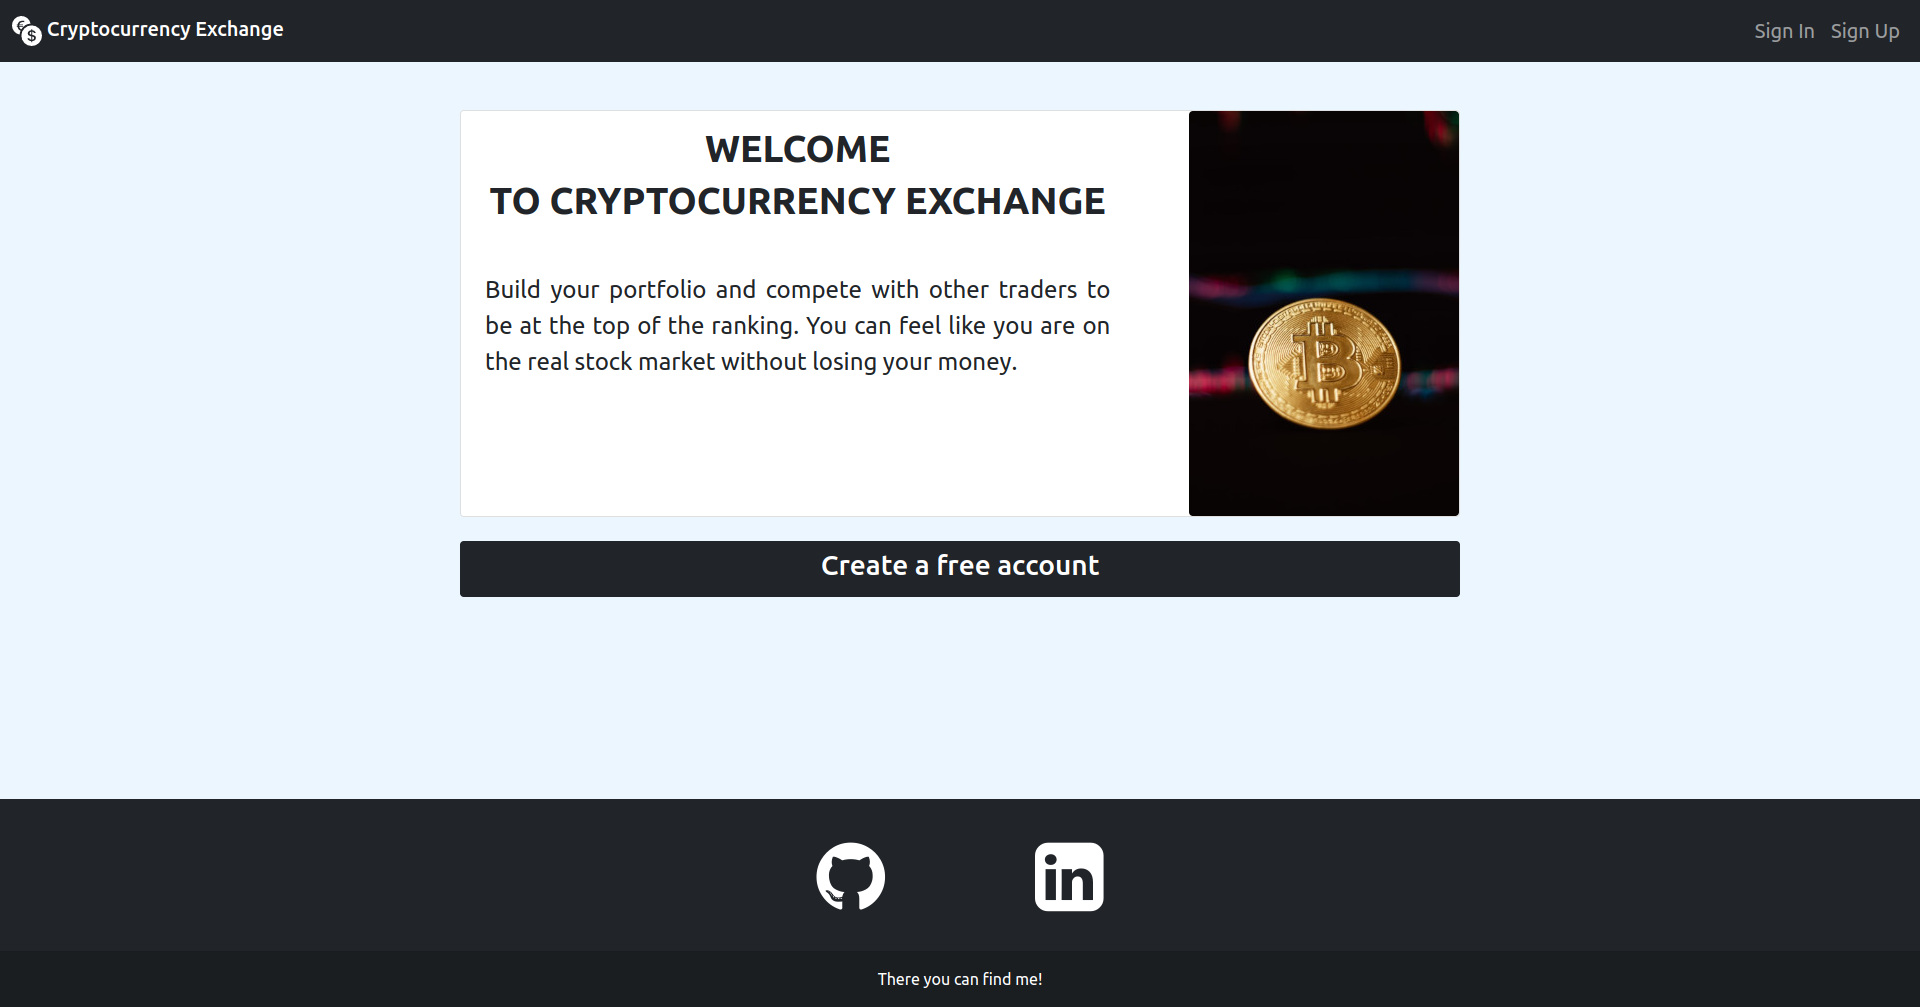 Cryptocurrency Exchange
Sign In Sign Up
WELCOME
TO CRYPTOCURRENCY EXCHANGE
Build your portfolio and compete with other traders to
be at the top of the ranking. You can feel like you are on
the real stock market without losing your money.
Create a free account
in
There you can find me!